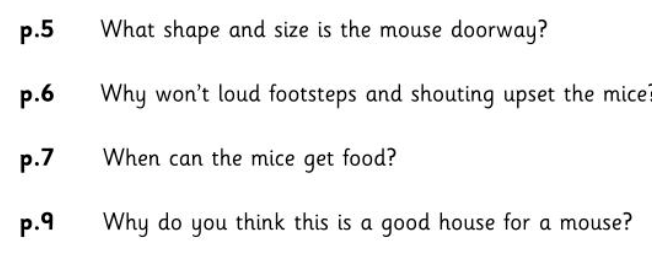 p.5 What shape and size is the mouse doorway?
p.6 Why won't loud footsteps and shouting upset the mice?
p.7 When can the mice get food?
p.9 Why do you think this is a good house for a mouse?